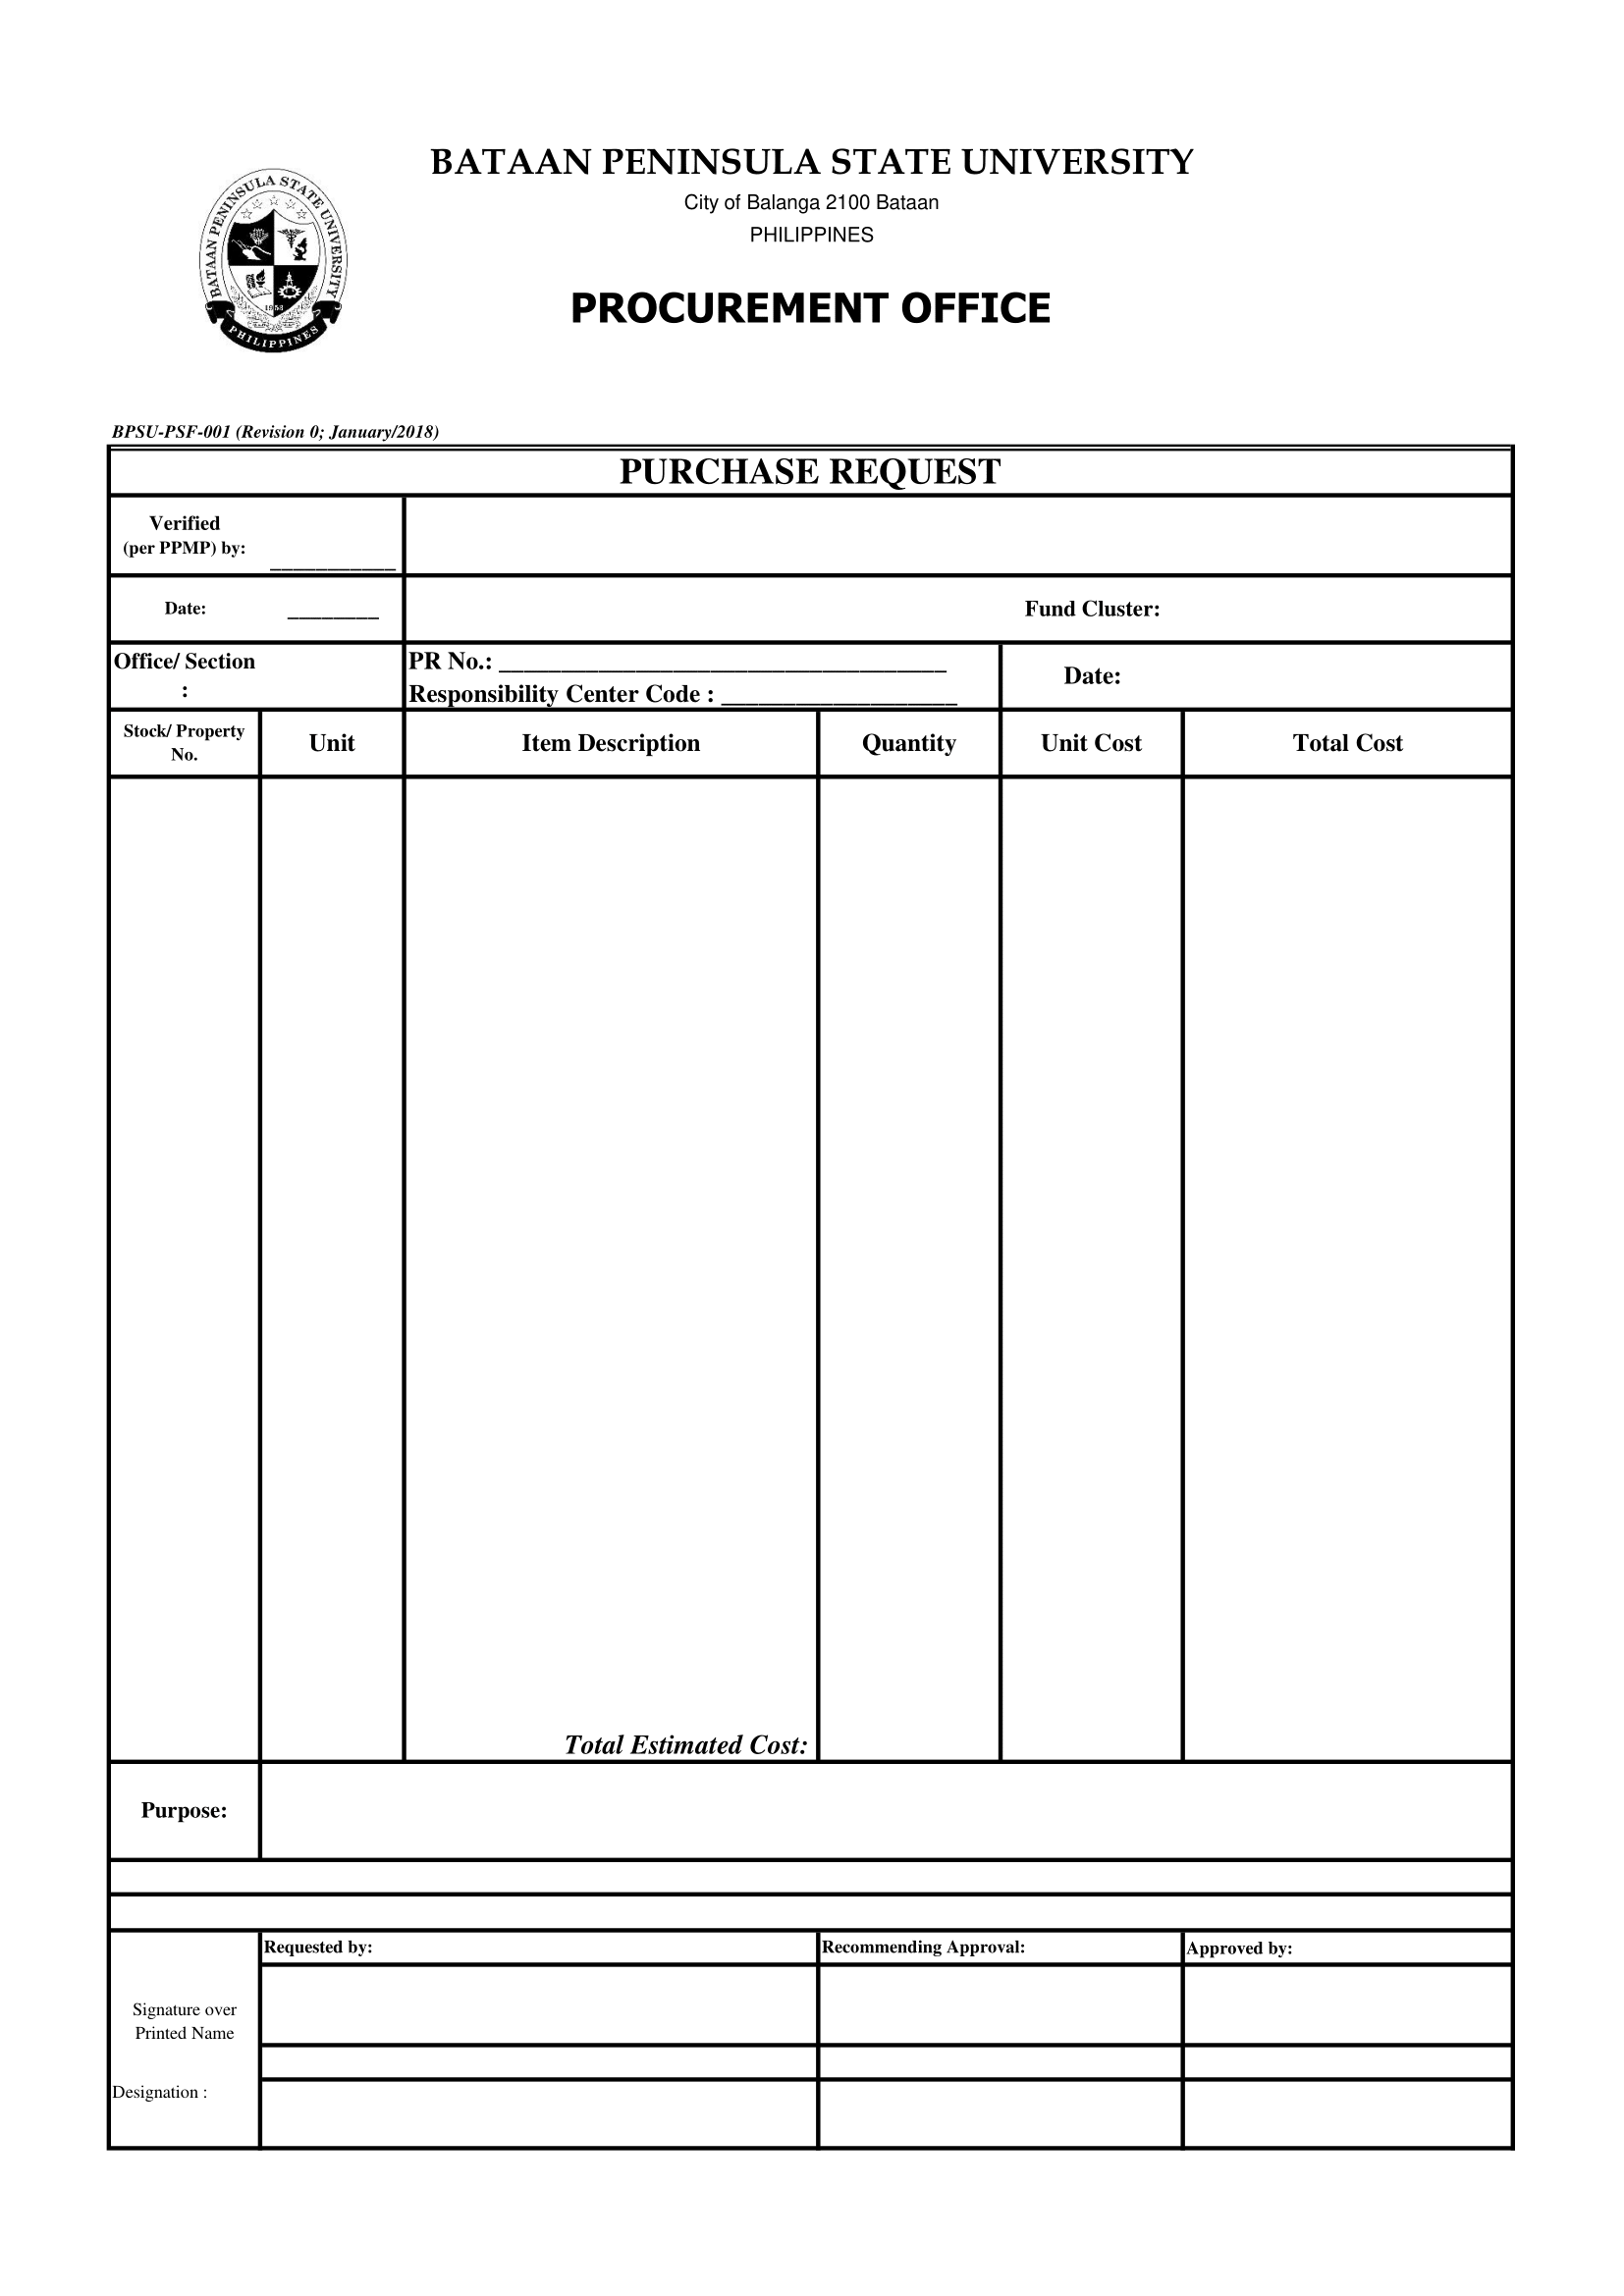 BATAAN PENINSULA STATE UNIVERSITY
City of Balanga 2100 Bataan
PHILIPPINES
BATAAN PENINSULA STATE UNIVERSITY
1953
PHILIPPINES
PROCUREMENT OFFICE
BPSU-PSF-001 (Revision 0; January/2018)
PURCHASE REQUEST
Verified
(per PPMP) by: ___________
Date: ________
Fund Cluster:
Office/ Section
:
PR No.: ____________________________________
Responsibility Center Code : ___________________
Date:
Stock/ Property
No.
Unit
Item Description
Quantity
Unit Cost
Total Cost
Total Estimated Cost:
Purpose:
Requested by:
Recommending Approval:
Approved by:
Signature over
Printed Name
Designation :